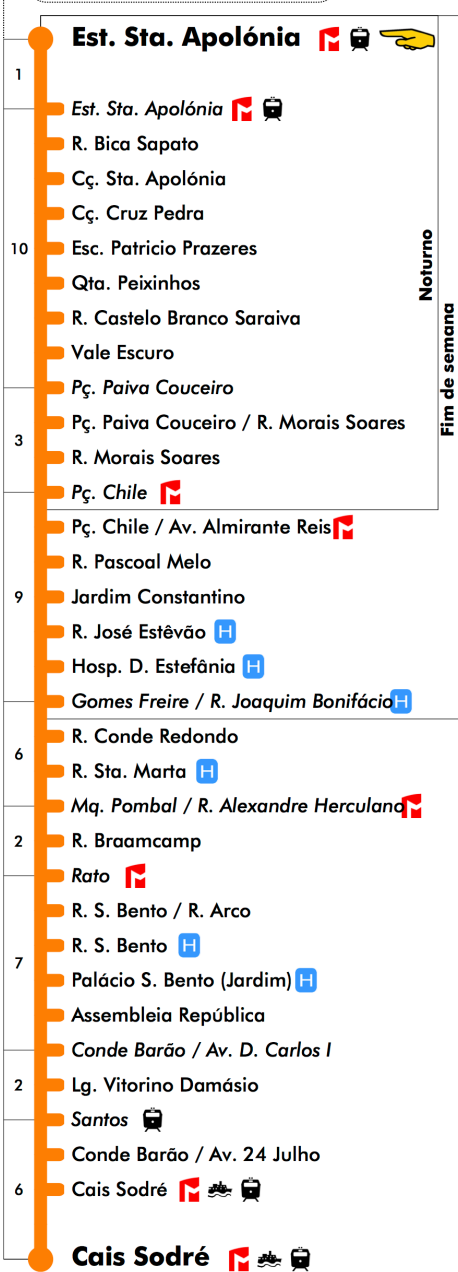 Est. Sta. Apolónia
1
Est. Sta. Apolónia
R. Bica Sapato
Cç. Sta. Apolónia
Cç. Cruz Pedra
10
Esc. Patricio Prazeres
Qta. Peixinhos
R. Castelo Branco Saraiva
Vale Escuro
Noturno
Fim de semana
Pç. Paiva Couceiro
Pç. Paiva Couceiro / R. Morais Soares
3
R. Morais Soares
Pç. Chile
Pç. Chile / Av. Almirante Reis
R. Pascoal Melo
9
Jardim Constantino
R. José Estêvão H
Hosp. D. Estefânia H
Gomes Freire / R. Joaquim Bonifácio H
R. Conde Redondo
6
R. Sta. Marta H
Mq. Pombal / R. Alexandre Herculano
2
R. Braamcamp
Rato
R. S. Bento / R. Arco
R. S. Bento H
7
Palácio S. Bento (Jardim) H
Assembleia República
Conde Barão / Av. D. Carlos I
2
Lg. Vitorino Damásio
Santos
Conde Barão / Av. 24 Julho
6
Cais Sodré
Cais Sodré